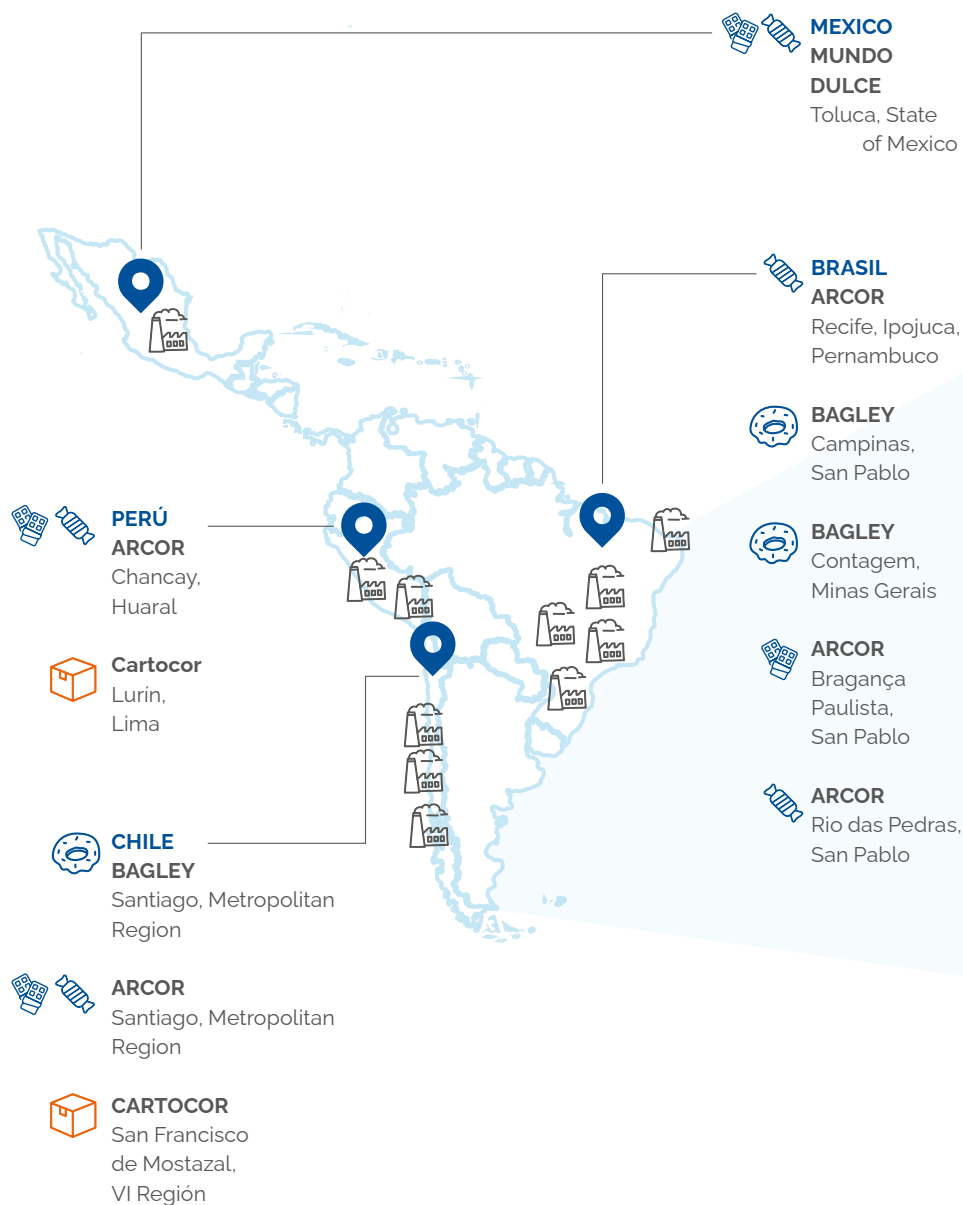 MEXICO
MUNDO
DULCE
Toluca, State
of Mexico
BRASIL
ARCOR
Recife, Ipojuca,
Pernambuco
BAGLEY
Campinas,
San Pablo
BAGLEY
Contagem,
Minas Gerais
ARCOR
Bragança
Paulista,
San Pablo
ARCOR
Rio das Pedras,
San Pablo
PERÚ
ARCOR
Chancay,
Huaral
Cartocor
Lurín,
Lima
CHILE
BAGLEY
Santiago, Metropolitan
Region
ARCOR
Santiago, Metropolitan
Region
CARTOCOR
San Francisco
de Mostazal,
VI Región